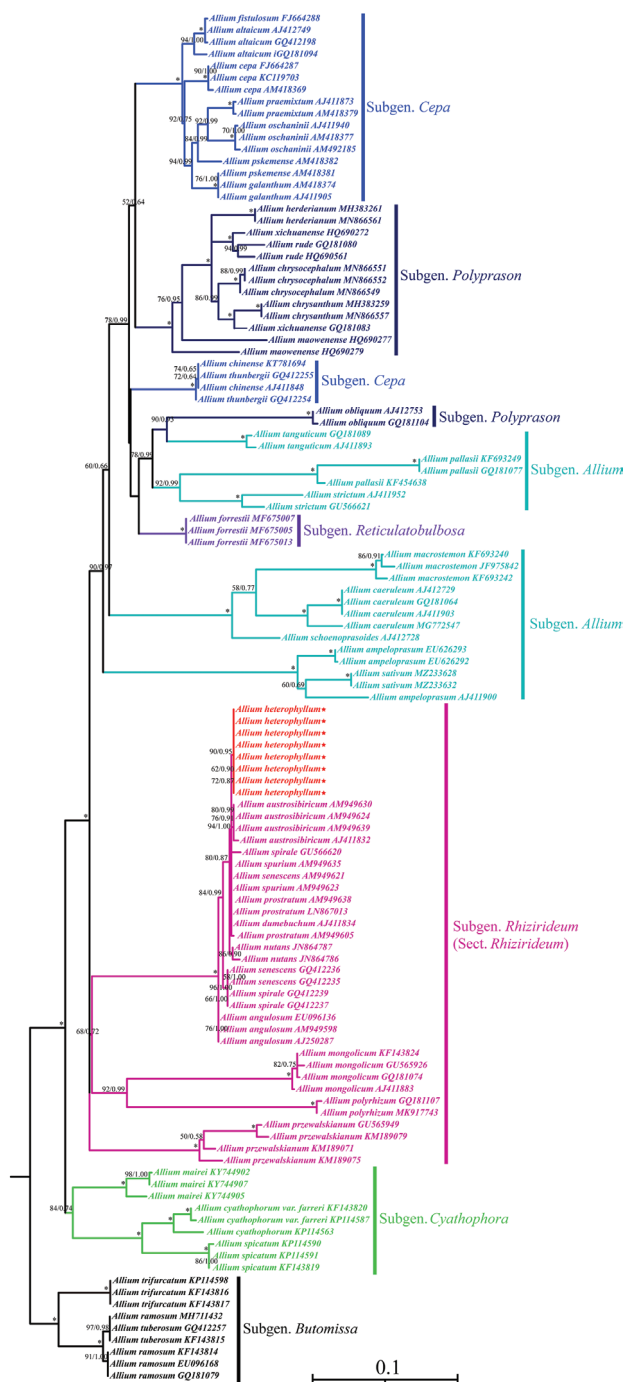 Allium fistulosum FJ664288
Allium altaicum AJ412749
94/1.00
Allium altaicum GQ412198
Allium altaicum iGQ181094
Allium cepa FJ664287
90/1.00
Allium cepa KC119703
Allium cepa AM418369
Allium praemixtum AJ411873
Allium praemixtum AM418379
92/0.75
92/0.99
Allium oschaninii AJ411940
70/1.00
Allium oschaninii AM418377
84/0.99
Allium oschaninii AM492185
Allium pskemense AM418382
94/0.99
Allium pskemense AM418381
76/1.00
Allium galanthum AM418374
Allium galanthum AJ411905
Subgen. Cepa
52/0.64
Allium herderianum MH383261
Allium herderianum MN866561
Allium xichuanense HQ690272
Allium rude GQ181080
94/0.99
Allium rude HQ690561
Allium chrysocephalum MN866551
88/0.99
Allium chrysocephalum MN866552
Allium chrysocephalum MN866549
86/0.99
Allium chrysanthum MH383259
76/0.95
Allium chrysanthum MN866557
Allium xichuanense GQ181083
Allium maowenense HQ690277
Allium maowenense HQ690279
Subgen. Polyprason
78/0.99
Allium chinense KT781694
74/0.65
Allium thunbergii GQ412255
72/0.64
Allium chinense AJ411848
Allium thunbergii GQ412254
Subgen. Cepa
Allium obliquum AJ412753
90/0.95
Allium obliquum GQ181104
Subgen. Polyprason
Allium tanguticum GQ181089
Allium tanguticum AJ411893
78/0.99
Allium pallasii KF693249
Allium pallasii GQ181077
60/0.66
Allium pallasii KF454638
92/0.99
Allium strictum AJ411952
Allium strictum GU566621
Subgen. Allium
Allium forrestii MF675007
Allium forrestii MF675005
Allium forrestii MF675013
Subgen. Reticulatobulbosa
Allium macrostemon KF693240
86/0.91
Allium macrostemon JF975842
90/0.97
Allium macrostemon KF693242
58/0.77
Allium caeruleum AJ412729
Allium caeruleum GQ181064
Allium caeruleum AJ411903
Allium caeruleum MG772547
Allium schoenoprasoides AJ412728
Allium ampeloprasum EU626293
Allium ampeloprasum EU626292
Allium sativum MZ233628
Allium sativum MZ233632
60/0.69
Allium ampeloprasum AJ411900
Subgen. Allium
Allium heterophyllum★
Allium heterophyllum★
Allium heterophyllum★
Allium heterophyllum★
90/0.95
Allium heterophyllum★
62/0.90
Allium heterophyllum★
72/0.87
Allium heterophyllum★
Allium heterophyllum★
Allium austrosibiricum AM949630
80/0.99
Allium austrosibiricum AM949624
94/1.00
Allium austrosibiricum AM949639
Allium austrosibiricum AJ411832
Allium spirale GU566620
80/0.87
Allium spurium AM949635
Allium senescens AM949621
Allium spurium AM949623
84/0.99
Allium prostratum AM949638
Allium prostratum LN867013
Allium dumebuchum AJ411834
Allium prostratum AM949605
Allium nutans JN864787
86/0.90
Allium nutans JN864786
Allium senescens GQ412236
58/1.00
Allium senescens GQ412235
96/1.00
Allium spirale GQ412239
66/1.00
Allium spirale GQ412237
Allium angulosum EU096136
76/1.00
Allium angulosum AM949598
Allium angulosum AJ250287
Subgen. Rhizirideum
(Sect. Rhizirideum)
68/0.72
Allium mongolicum KF143824
82/0.75
Allium mongolicum GU565926
Allium mongolicum GQ181074
92/0.99
Allium mongolicum AJ411883
Allium polyrhizum GQ181107
Allium polyrhizum MK917743
Allium przewalskianum GU565949
50/0.58
Allium przewalskianum KM189079
Allium przewalskianum KM189071
Allium przewalskianum KM189075
Allium mairei KY744902
98/1.00
Allium mairei KY744907
84/0.74
Allium mairei KY744905
Allium cyathophorum var. farreri KF143820
Allium cyathophorum var. farreri KP114587
Allium cyathophorum KP114563
Allium spicatum KP114590
Allium spicatum KP114591
86/1.00
Allium spicatum KF143819
Subgen. Cyathophora
Allium trifurcatum KP114598
Allium trifurcatum KF143816
Allium trifurcatum KF143817
Allium ramosum MH711432
97/0.98
Allium tuberosum GQ412257
Allium tuberosum KF143815
Allium ramosum KF143814
91/1.00
Allium ramosum EU096168
Allium ramosum GQ181079
Subgen. Butomissa
0.1